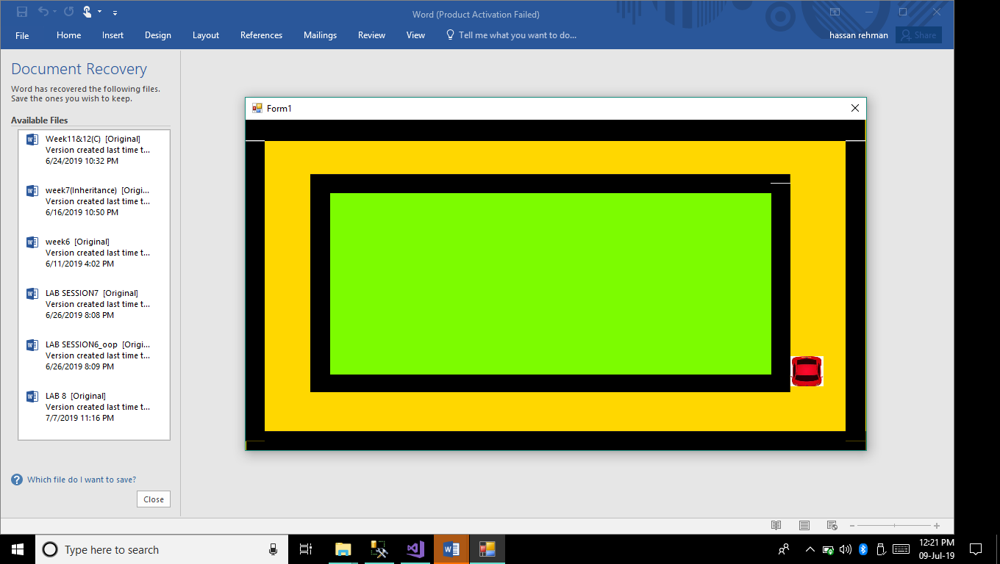 Word (Product Activation Failed)
File Home Insert Design Layout References Mailings Review View Tell me what you want to do... hassan rehman Share
Document Recovery
Word has recovered the following files.
Save the ones you wish to keep.
Available Files
Week11&12(C) [Original]
Version created last time t...
6/24/2019 10:32 PM
week7(Inheritance) [Origi...
Version created last time t...
6/16/2019 10:50 PM
week6 [Original]
Version created last time t...
6/11/2019 4:02 PM
LAB SESSION7 [Original]
Version created last time t...
6/26/2019 8:08 PM
LAB SESSION6_oop [Origi...
Version created last time t...
6/26/2019 8:09 PM
LAB 8 [Original]
Version created last time t...
7/7/2019 11:16 PM
Which file do I want to save?
Close
Form1
Type here to search
12:21 PM
09-Jul-19